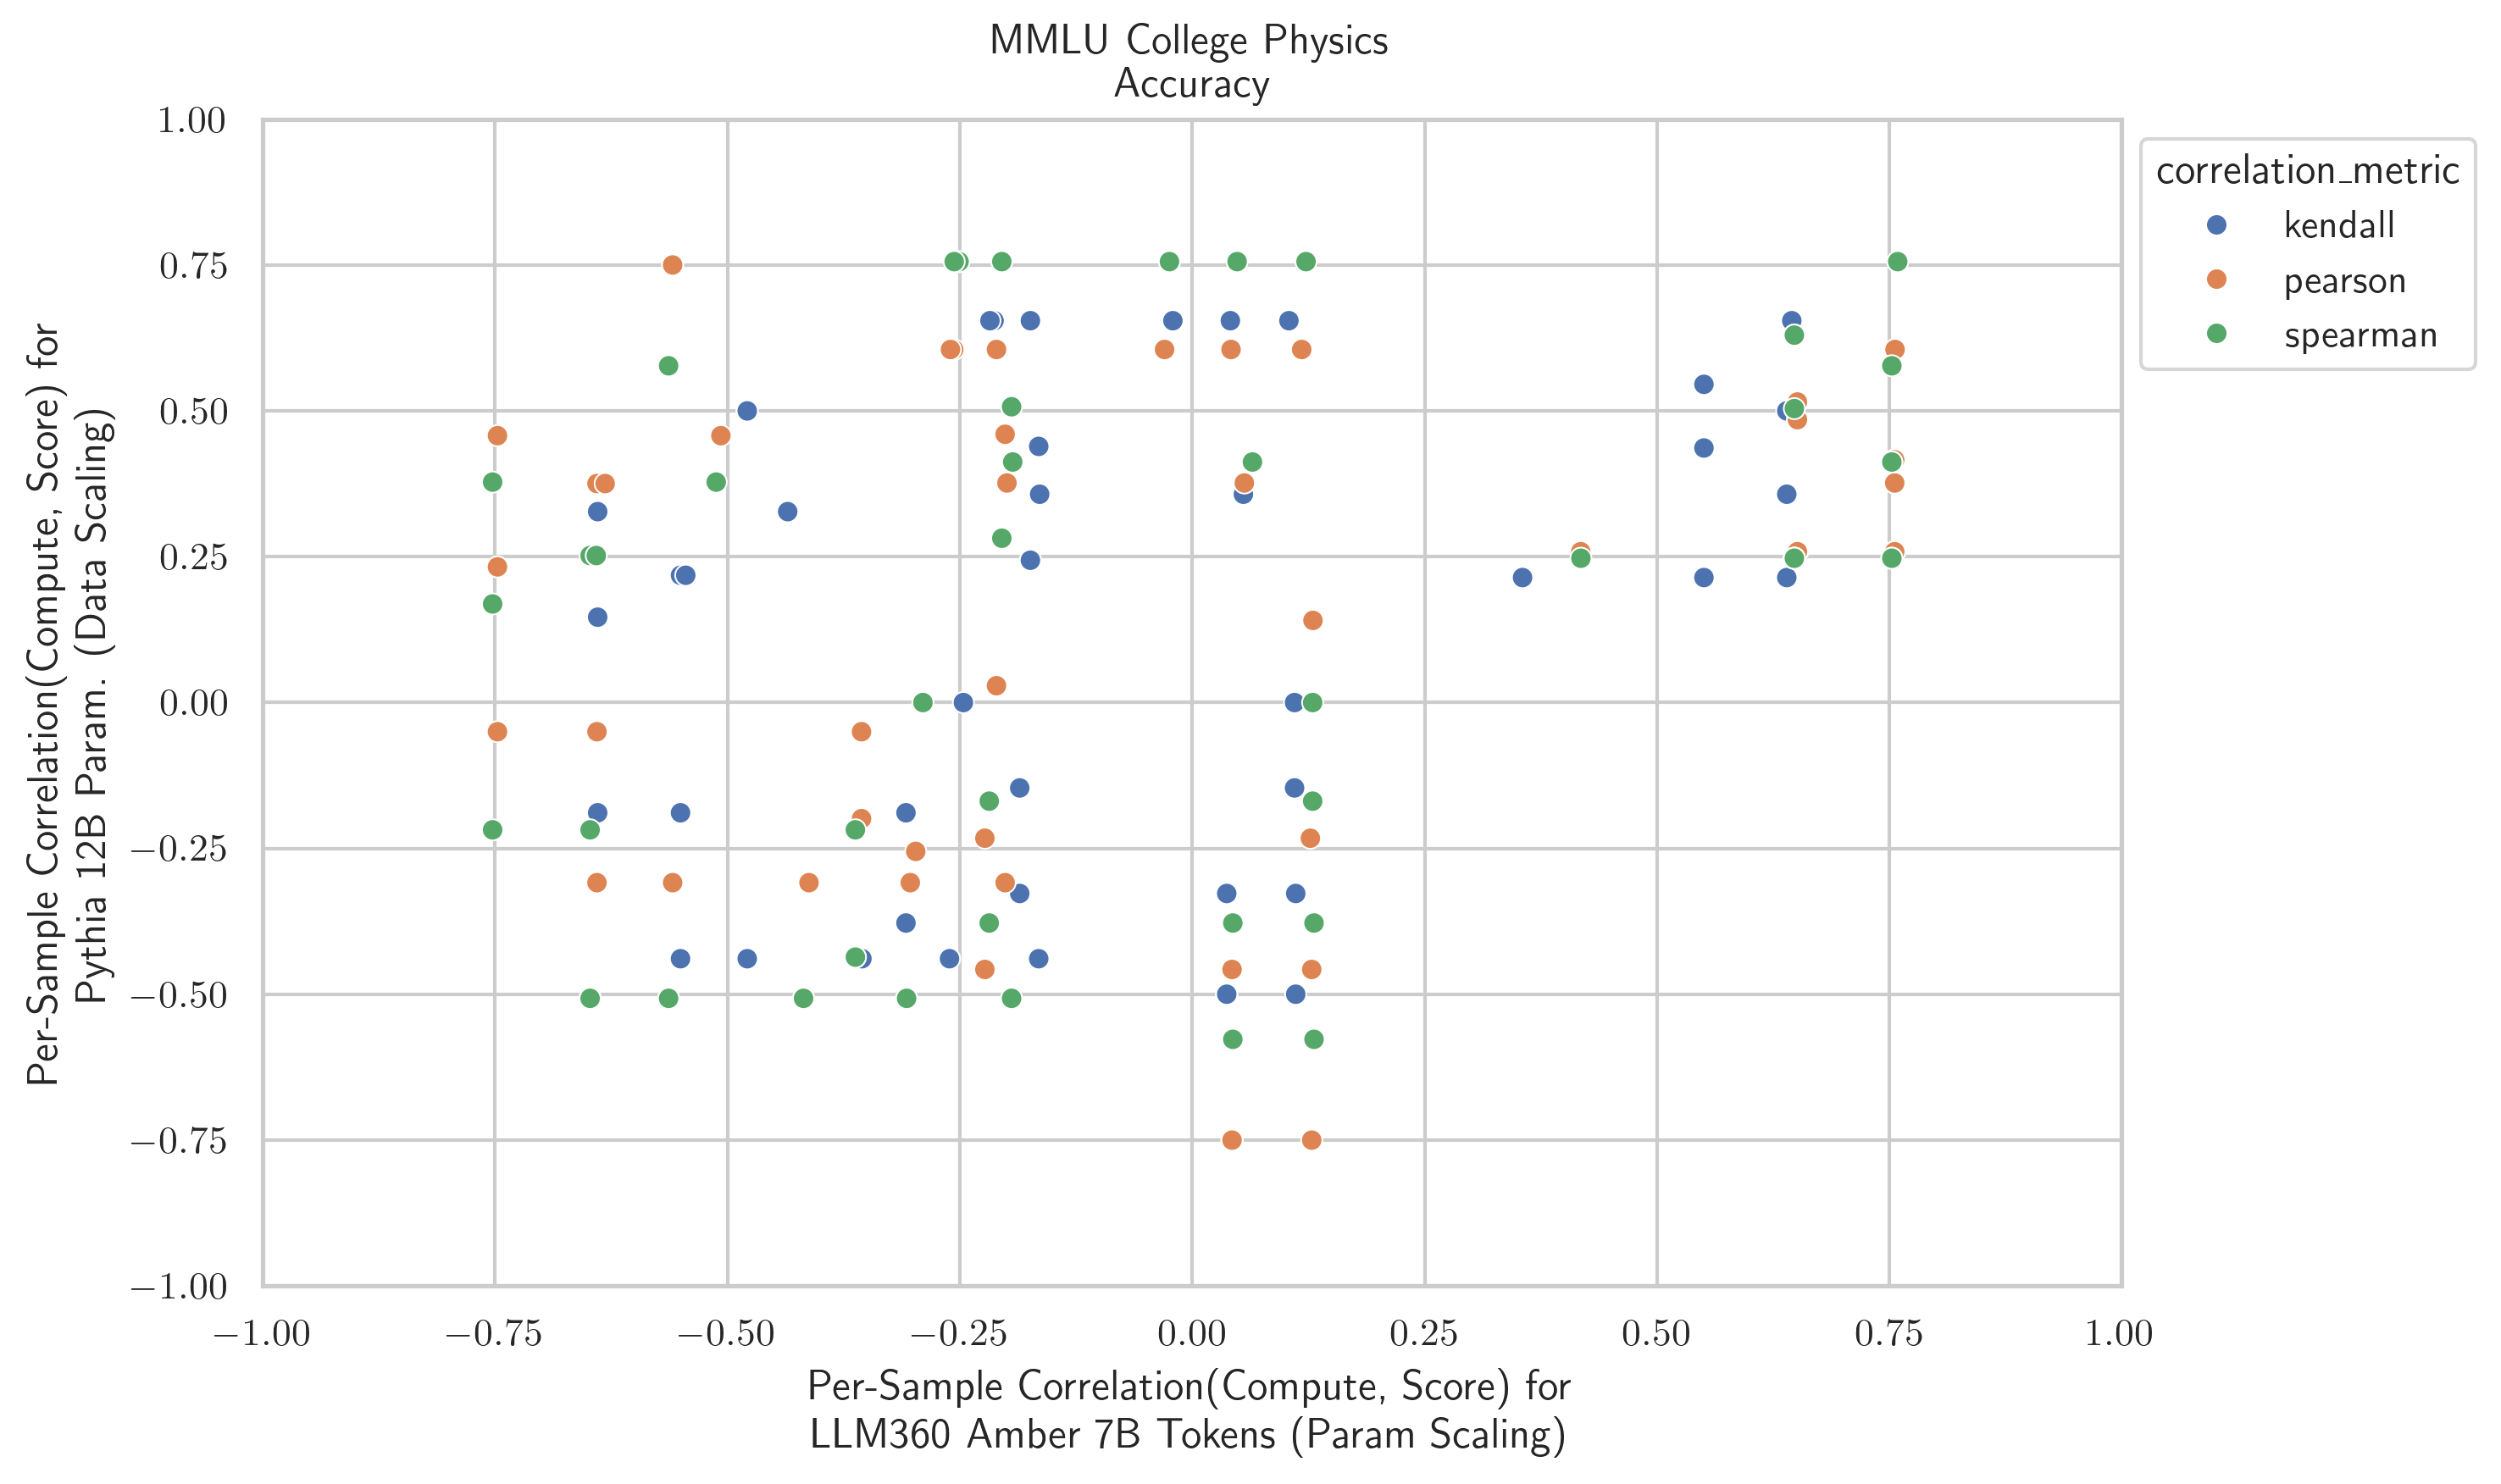 MMLU College Physics
Accuracy
1.00
0.75
0.50
0.25
0.00
−0.25
−0.50
−0.75
−1.00
Per-Sample Correlation(Compute, Score) for
Pythia 12B Param. (Data Scaling)
correlation_metric
kendall
pearson
spearman
−1.00 −0.75 −0.50 −0.25 0.00 0.25 0.50 0.75 1.00
Per-Sample Correlation(Compute, Score) for
LLM360 Amber 7B Tokens (Param Scaling)